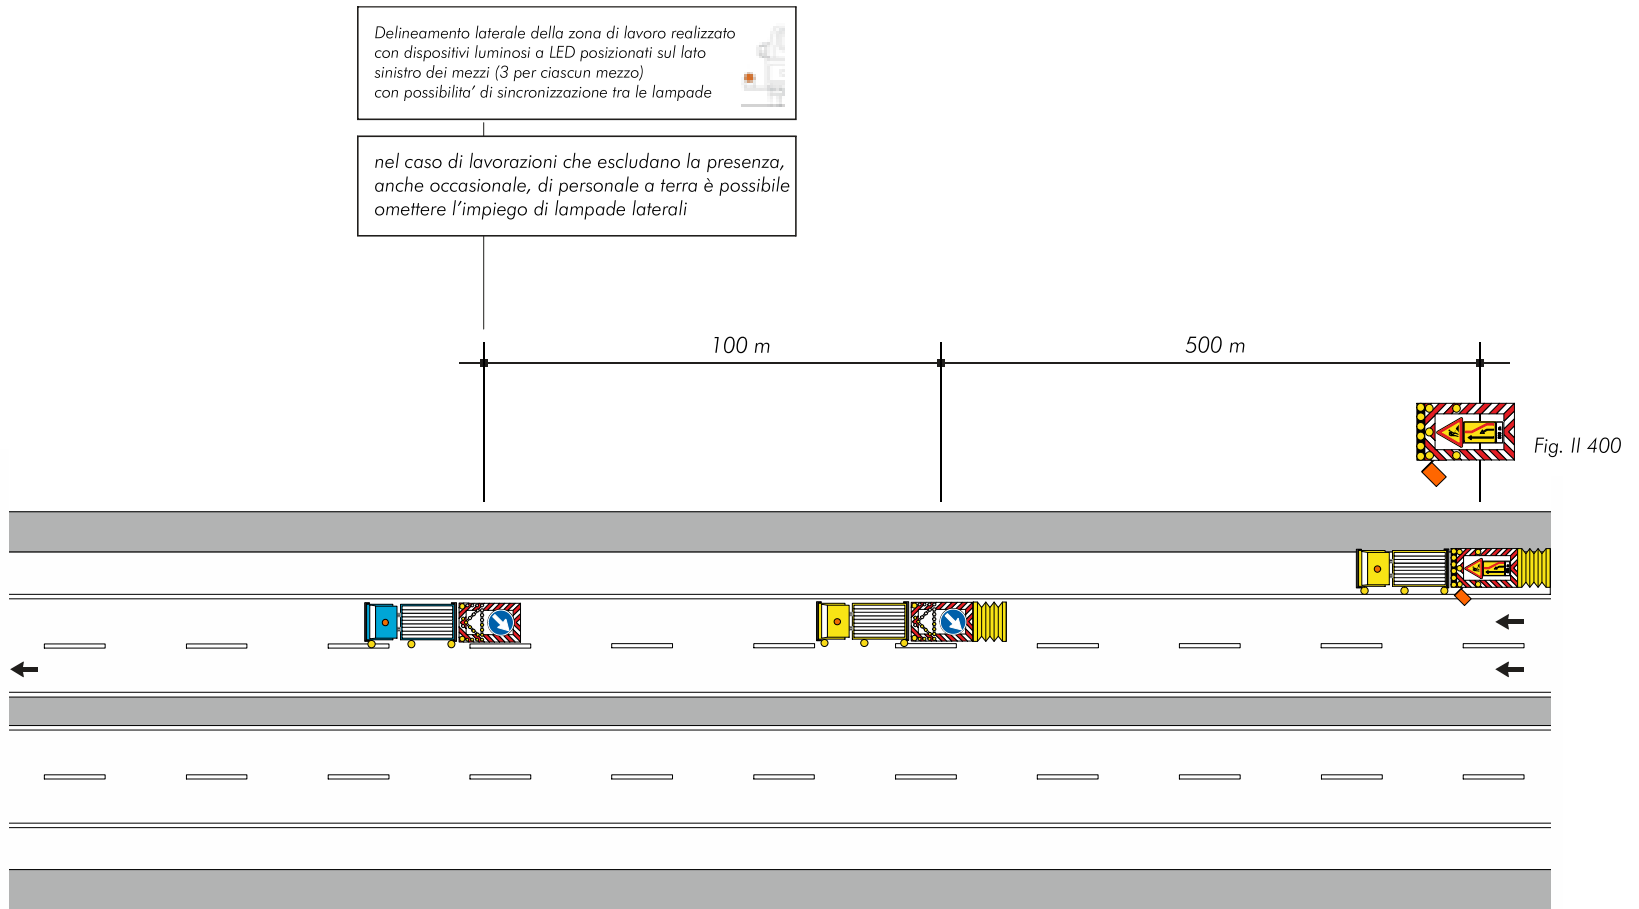 Delineamento laterale della zona di lavoro realizzato
con dispositivi luminosi a LED posizionati sul lato
sinistro dei mezzi (3 per ciascun mezzo)
con possibilita' di sincronizzazione tra le lampade
nel caso di lavorazioni che escludano la presenza,
anche occasionale, di personale a terra è possibile
omettere l'impiego di lampade laterali
100 m
500 m
Fig. II 400